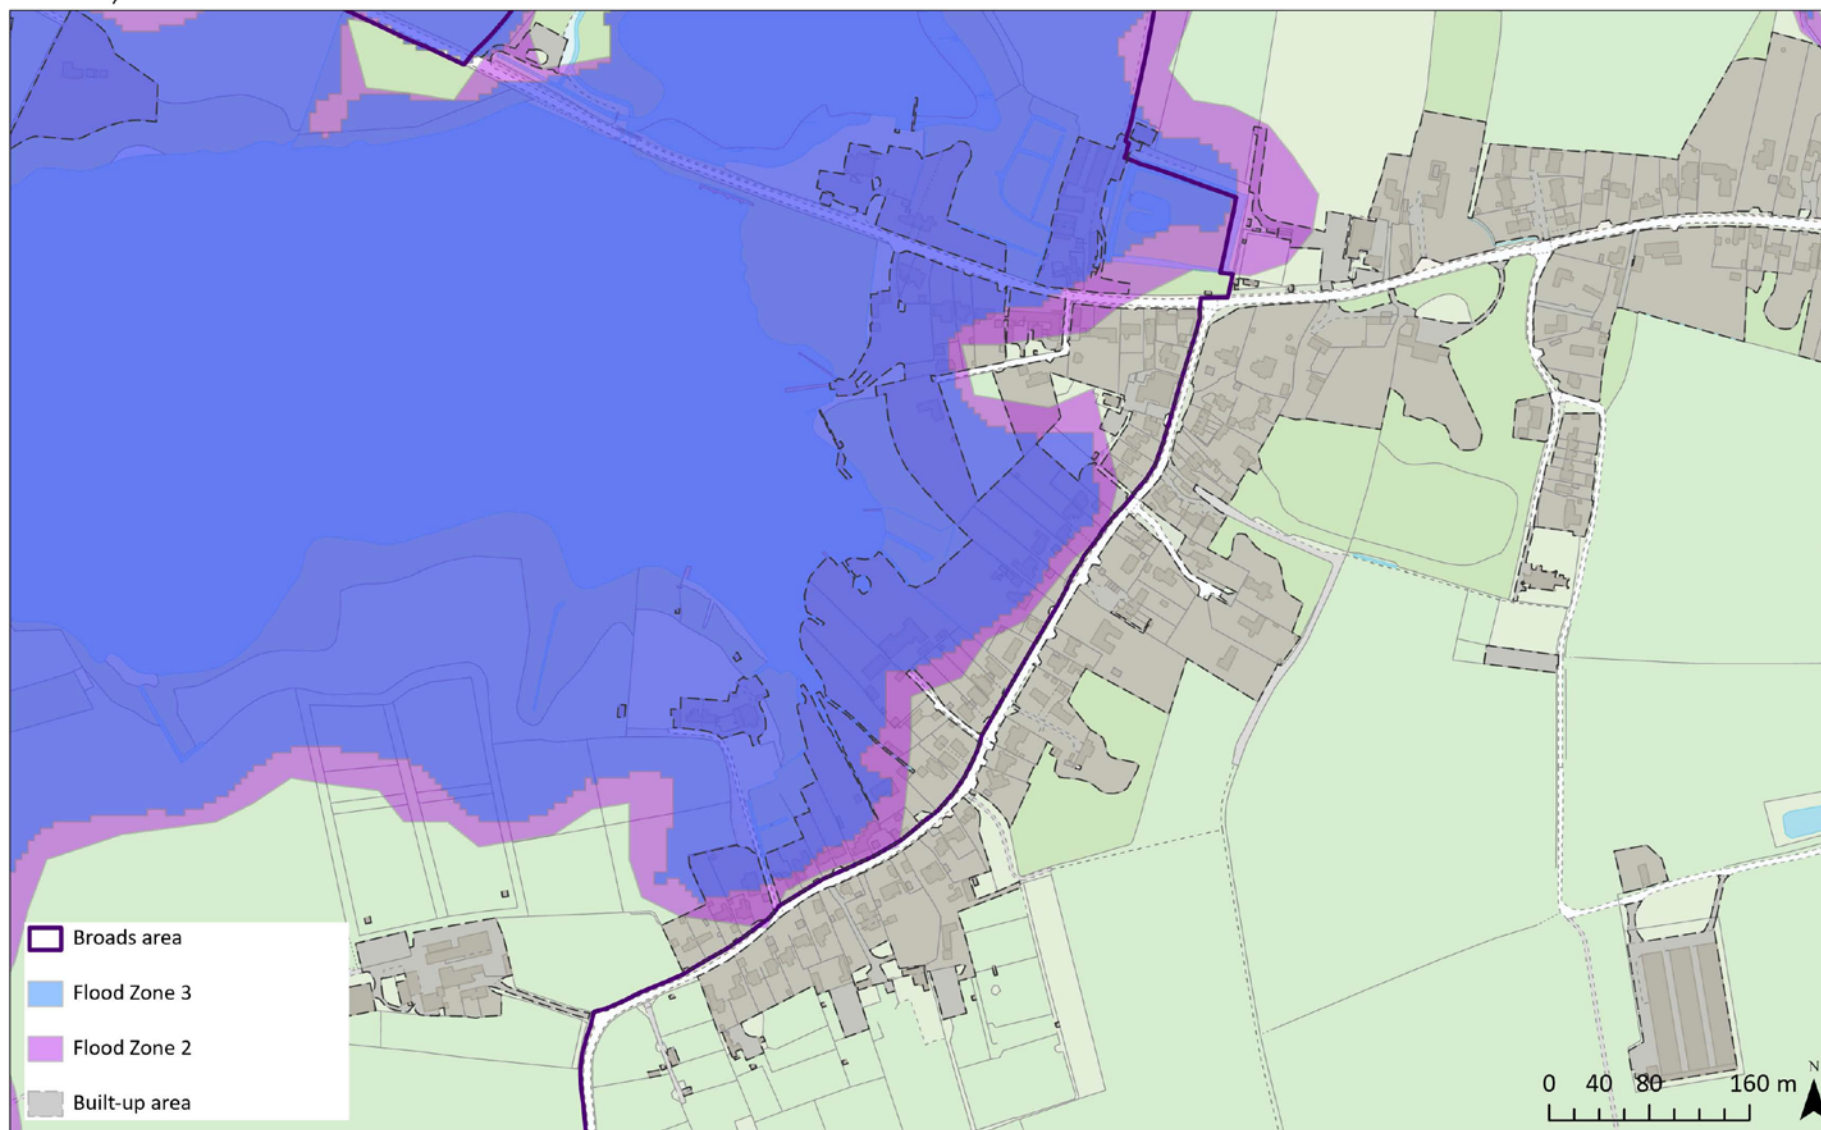 Broads area
Flood Zone 3
Flood Zone 2
Built-up area
0 40 80 160 m
N